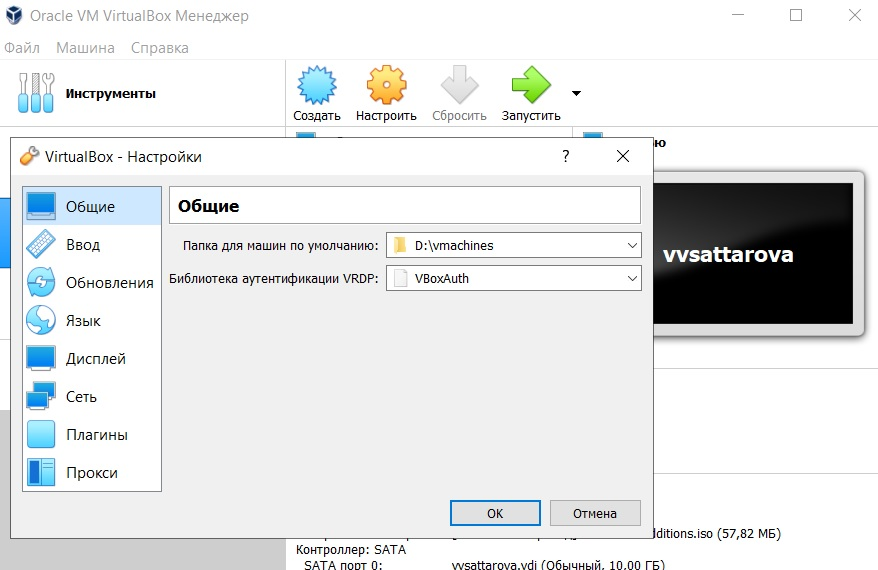 Oracle VM VirtualBox Менеджер
Файл Машина Справка
Инструменты
Создать Настроить Сбросить Запустить
VirtualBox - Настройки ?
Общие
Ввод
Обновления
Язык
Дисплей
Сеть
Плагины
Прокси
Общие
Папка для машин по умолчанию: D:\vmachines
Библиотека аутентификации VRDP: VBoxAuth
OK Отмена
vvsattarova
dditions.iso (57,82 МБ)
Контроллер: SATA
SATA порт 0: vvsattarova.vdi (Обычный, 10,00 ГБ)